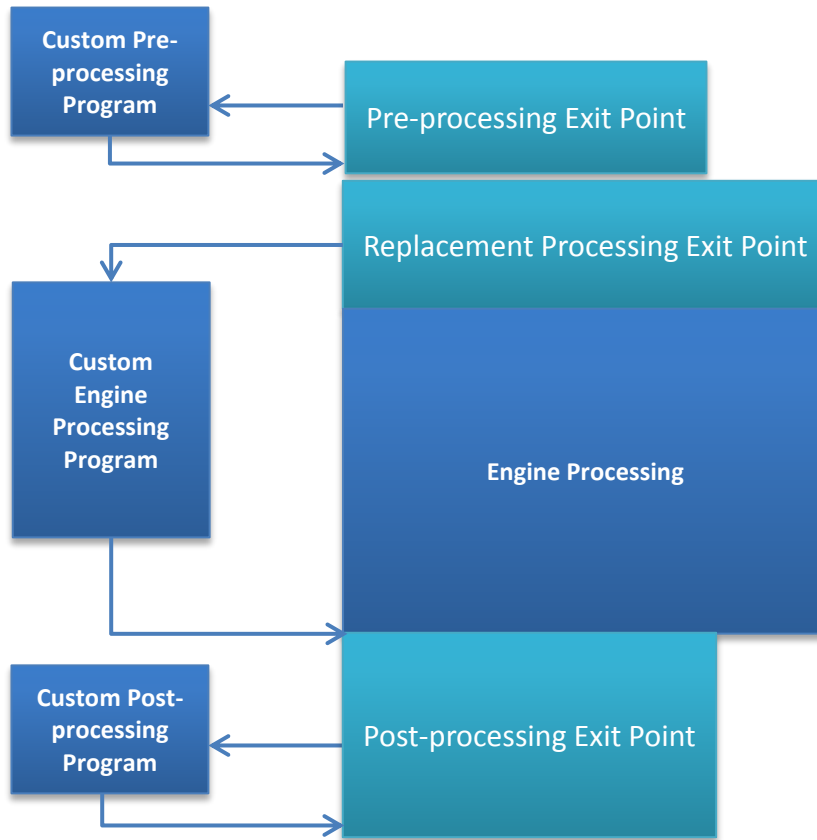 Custom Pre-
processing
Program
Pre-processing Exit Point
Replacement Processing Exit Point
Custom
Engine
Processing
Program
Engine Processing
Custom Post-
processing
Program
Post-processing Exit Point